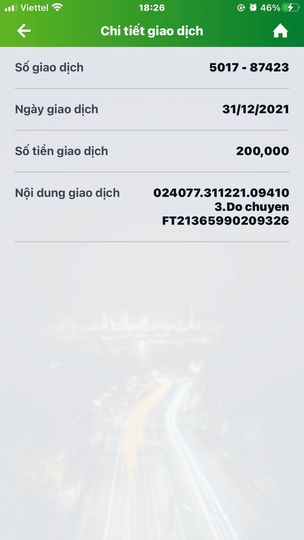 Viettel 18:26 46%
Chi tiết giao dịch
Số giao dịch 5017 - 87423
Ngày giao dịch 31/12/2021
Số tiền giao dịch 200,000
Nội dung giao dịch 024077.311221.09410
3.Do chuyen
FT21365990209326